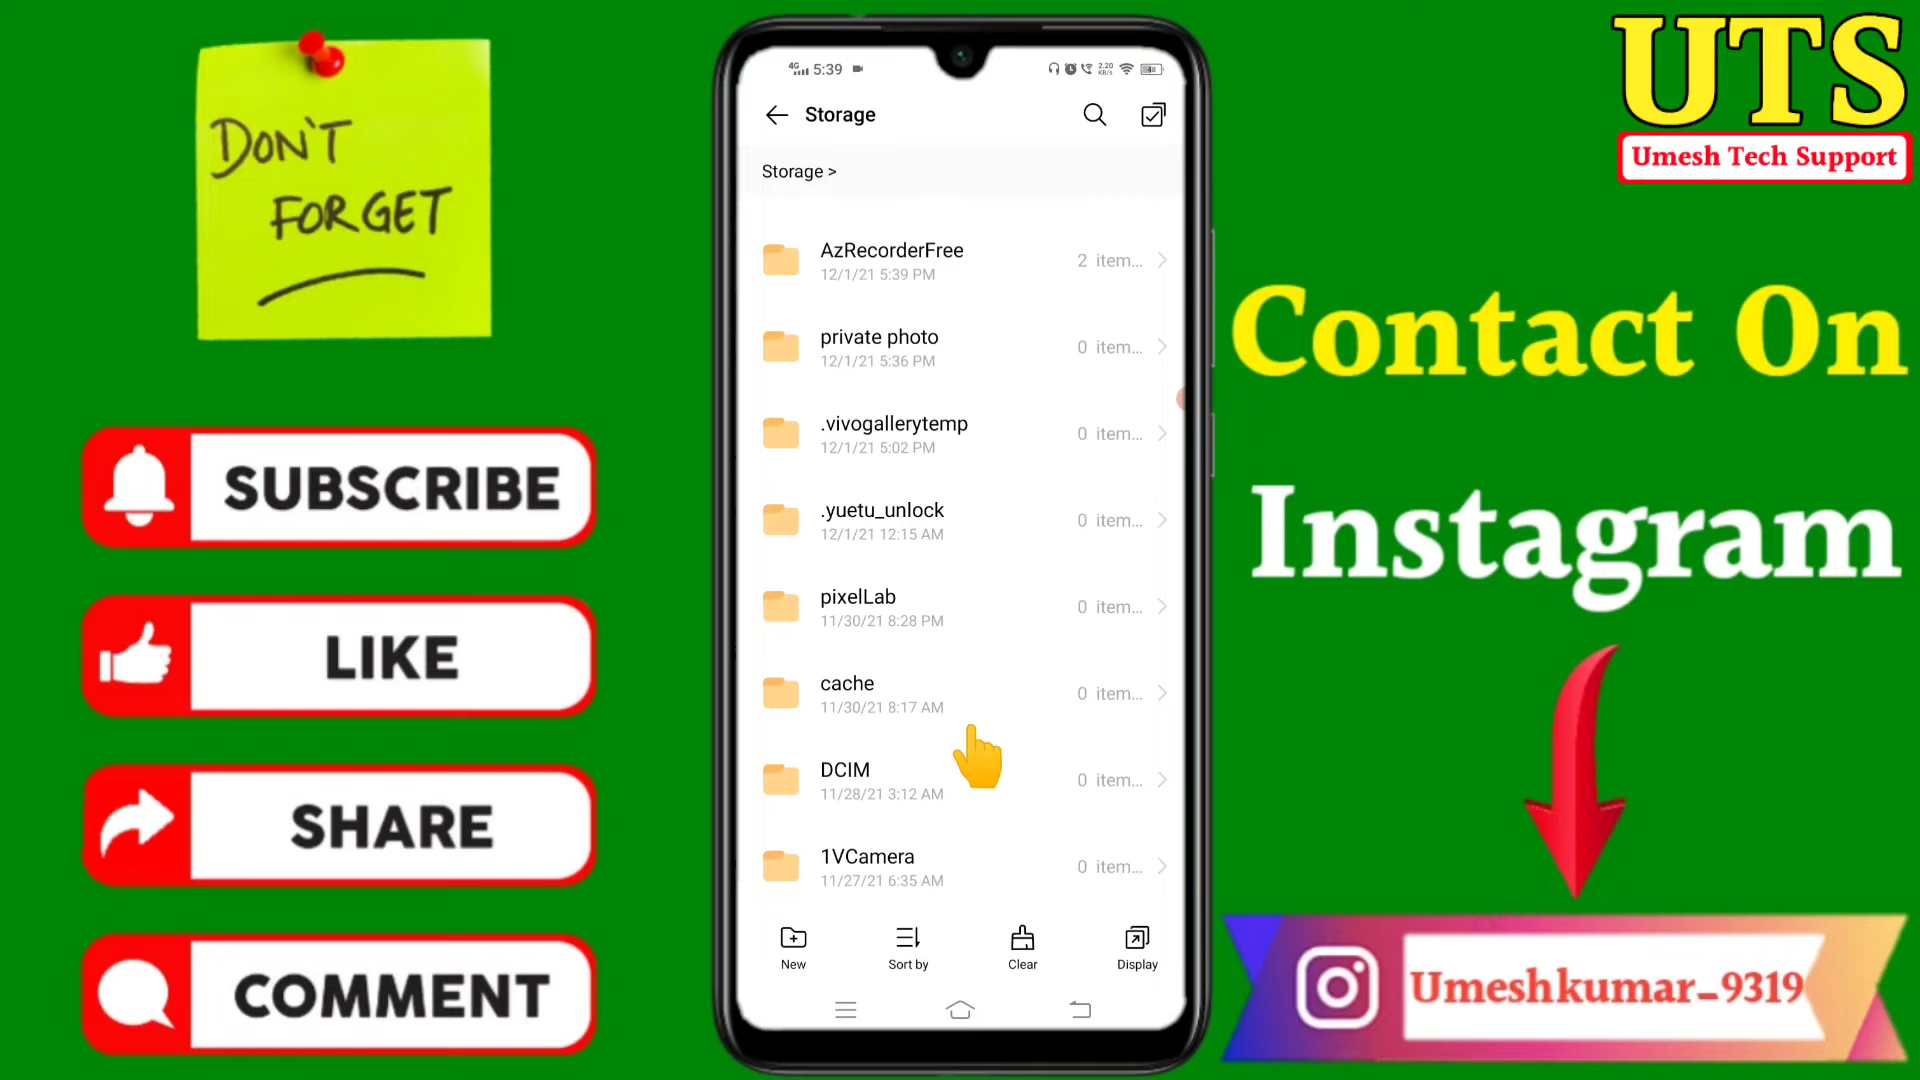 DON'T
FORGET
SUBSCRIBE
LIKE
SHARE
COMMENT
4G 5:39
2.20 KB/s
48
Storage
Storage >
AzRecorderFree
2 item...
12/1/21 5:39 PM
private photo
0 item...
12/1/21 5:36 PM
.vivogallerytemp
0 item...
12/1/21 5:02 PM
.yuetu_unlock
0 item...
12/1/21 12:15 AM
pixelLab
0 item...
11/30/21 8:28 PM
cache
0 item...
11/30/21 8:17 AM
DCIM
0 item...
11/28/21 3:12 AM
1VCamera
0 item...
11/27/21 6:35 AM
New
Sort by
Clear
Display
UTS
Umesh Tech Support
Contact On
Instagram
Umeshkumar-9319